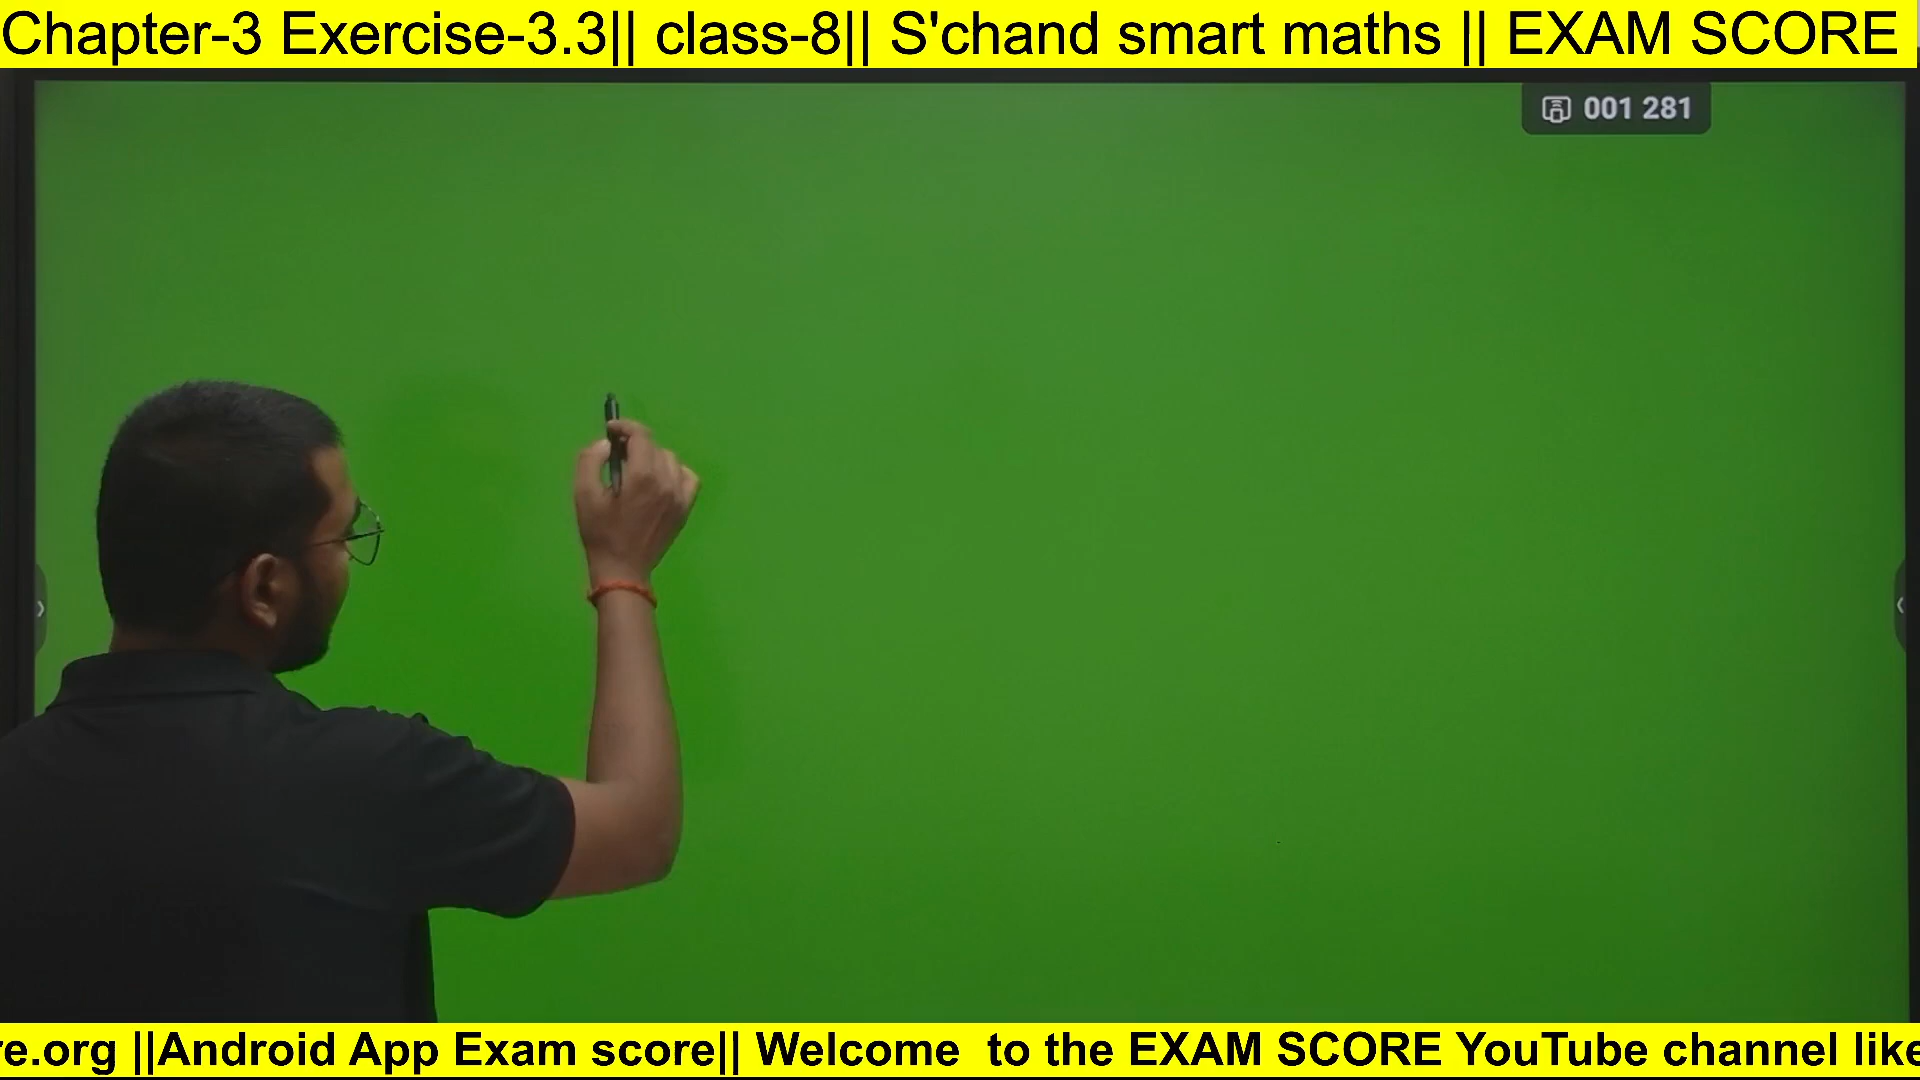 Chapter-3 Exercise-3.3|| class-8|| S'chand smart maths || EXAM SCORE
001 281
re.org ||Android App Exam score|| Welcome to the EXAM SCORE YouTube channel like